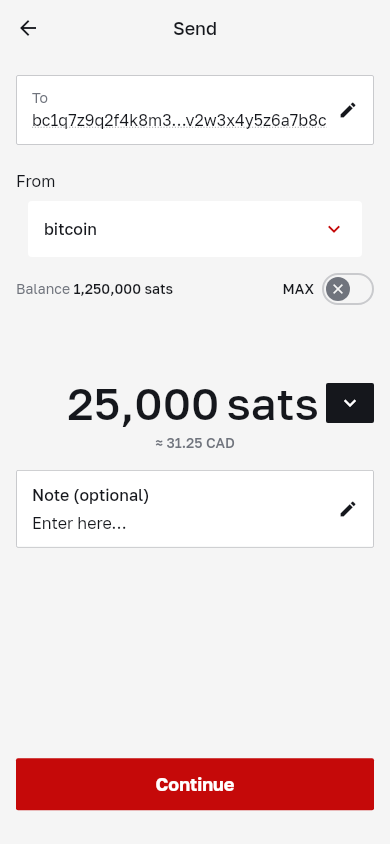 Send
To
bc1q7z9q2f4k8m3...v2w3x4y5z6a7b8c
From
bitcoin
Balance 1,250,000 sats MAX
25,000 sats
≈ 31.25 CAD
Note (optional)
Enter here...
Continue